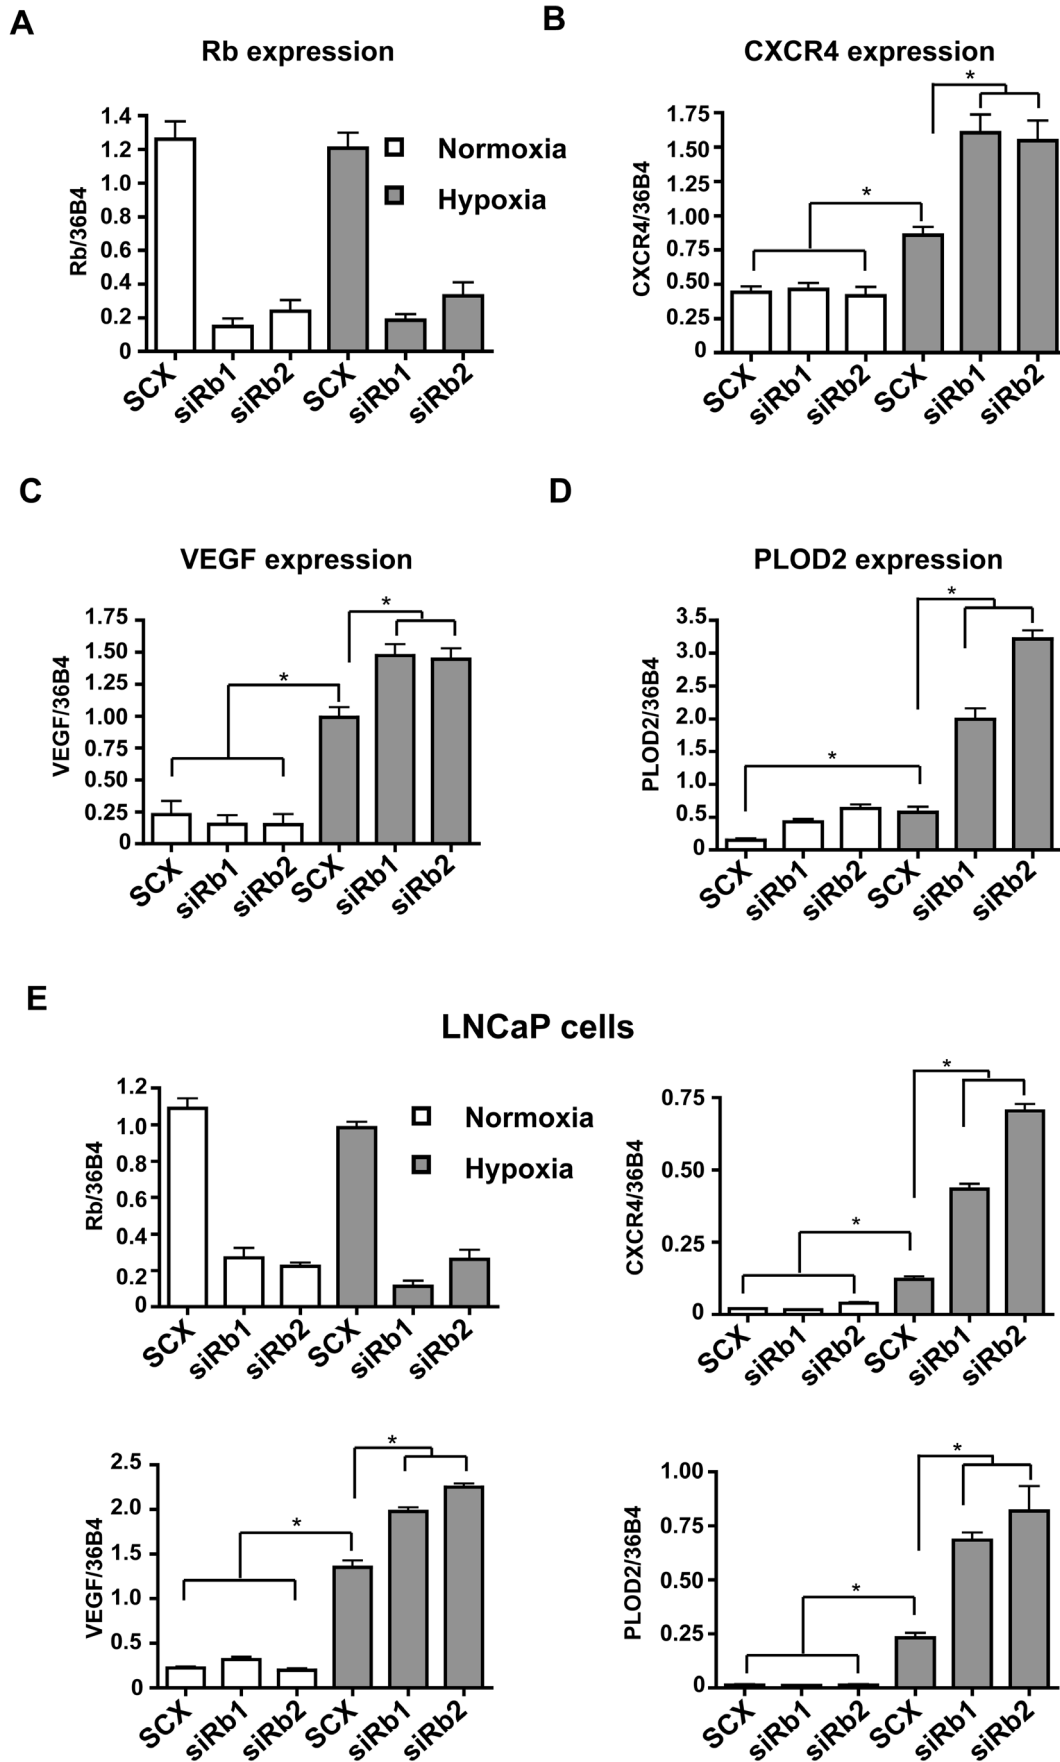 A
Rb expression
Rb/36B4
1.4
1.2
1.0
0.8
0.6
0.4
0.2
0
Normoxia
Hypoxia
SCX
siRb1
siRb2
SCX
siRb1
siRb2
B
CXCR4 expression
CXCR4/36B4
1.75
1.50
1.25
1.00
0.75
0.50
0.25
0
*
*
SCX
siRb1
siRb2
SCX
siRb1
siRb2
C
VEGF expression
VEGF/36B4
1.75
1.50
1.25
1.00
0.75
0.50
0.25
0
*
*
SCX
siRb1
siRb2
SCX
siRb1
siRb2
D
PLOD2 expression
PLOD2/36B4
3.5
3.0
2.5
2.0
1.5
1.0
0.5
0
*
*
SCX
siRb1
siRb2
SCX
siRb1
siRb2
E
LNCaP cells
Rb/36B4
1.2
1.0
0.8
0.6
0.4
0.2
0
Normoxia
Hypoxia
SCX
siRb1
siRb2
SCX
siRb1
siRb2
CXCR4/36B4
0.75
0.50
0.25
0
*
*
SCX
siRb1
siRb2
SCX
siRb1
siRb2
VEGF/36B4
2.5
2.0
1.5
1.0
0.5
0
*
*
SCX
siRb1
siRb2
SCX
siRb1
siRb2
PLOD2/36B4
1.00
0.75
0.50
0.25
0
*
*
SCX
siRb1
siRb2
SCX
siRb1
siRb2